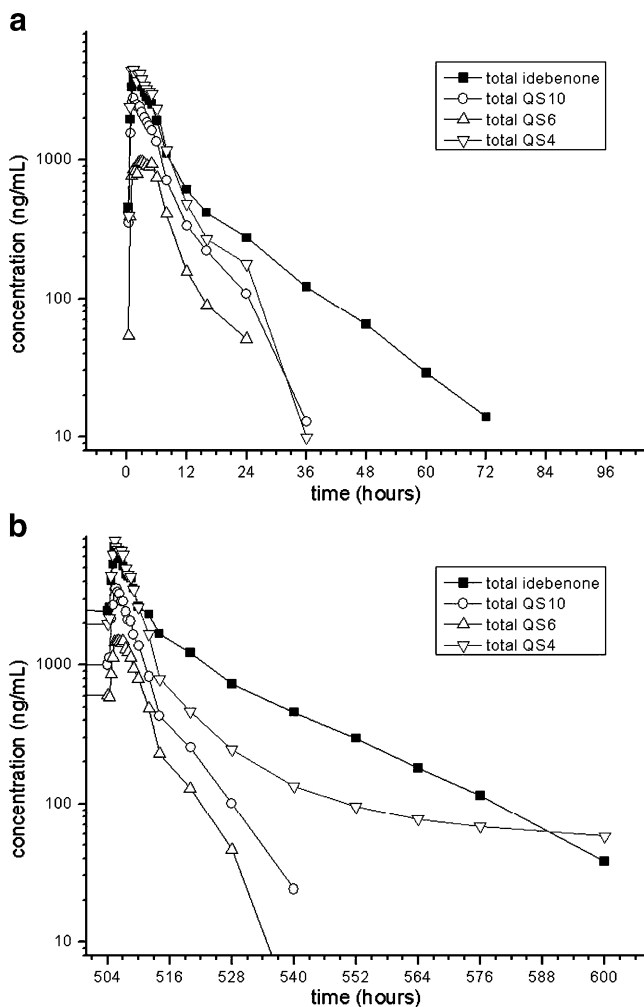 a
concentration (ng/mL)
1000
100
10
total idebenone
total QS10
total QS6
total QS4
0 12 24 36 48 60 72 84 96
time (hours)
b
concentration (ng/mL)
1000
100
10
total idebenone
total QS10
total QS6
total QS4
504 516 528 540 552 564 576 588 600
time (hours)